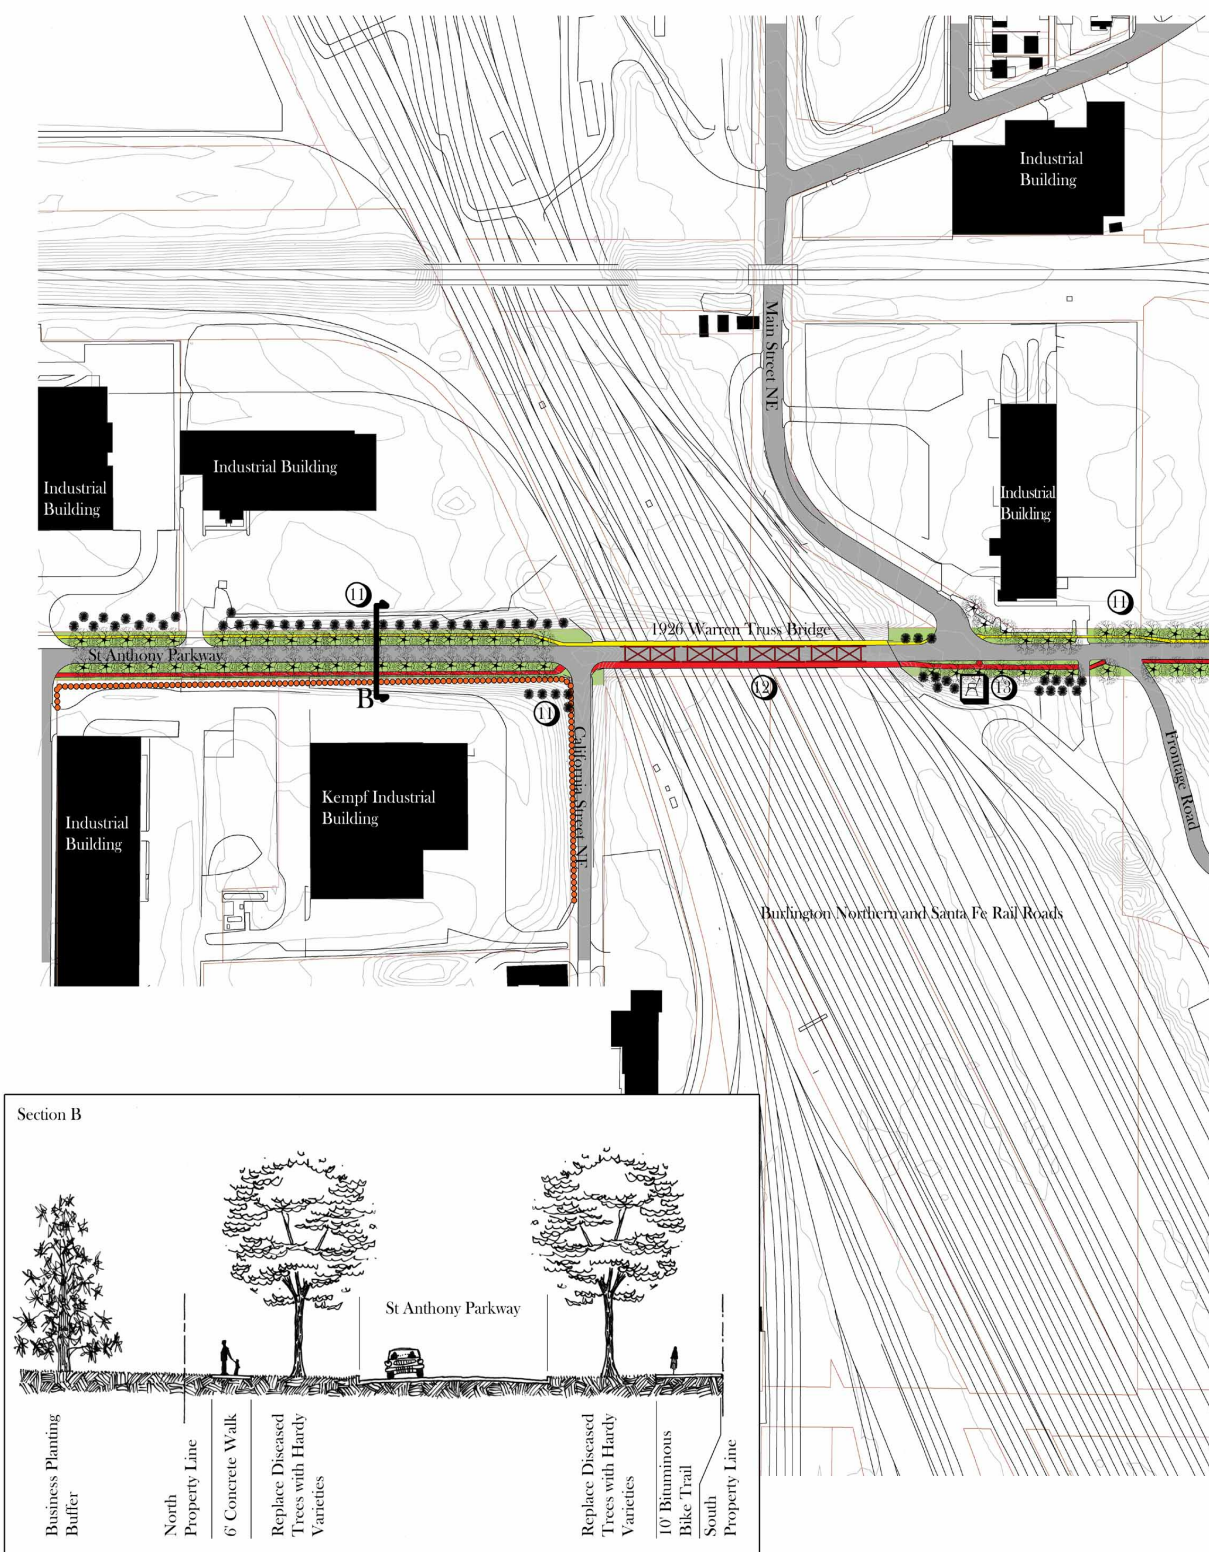 Industrial
Building
Main Street NE
Industrial
Building
Industrial Building
Industrial
Building
11
11
1926 Warren Truss Bridge
St Anthony Parkway
B
12
13
11
California Street NE
Frontage Road
Kempf Industrial
Building
Industrial
Building
Burlington Northern and Santa Fe Rail Roads
Section B
St Anthony Parkway
Business Planting
Buffer
North
Property Line
6' Concrete Walk
Replace Diseased
Trees with Hardy
Varieties
Replace Diseased
Trees with Hardy
Varieties
10' Bituminous
Bike Trail
South
Property Line